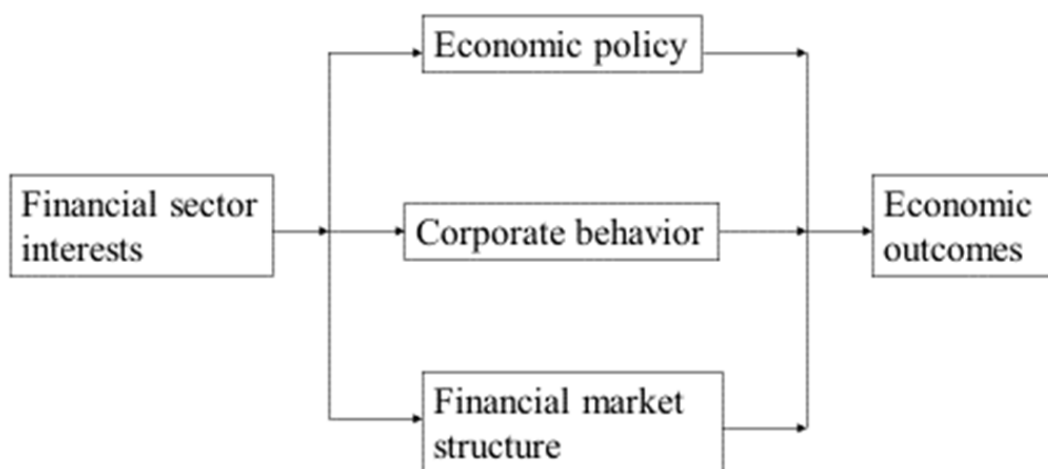 Economic policy
Financial sector
interests
Corporate behavior
Economic
outcomes
Financial market
structure